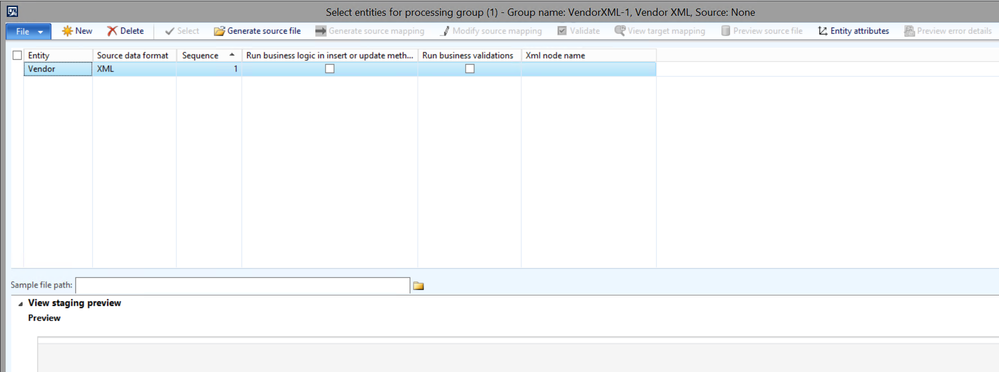 Select entities for processing group (1) - Group name: VendorXML-1, Vendor XML, Source: None
File New Delete Select Generate source file Generate source mapping Modify source mapping Validate View target mapping Preview source file Entity attributes Preview error details
Entity Source data format Sequence Run business logic in insert or update meth... Run business validations Xml node name
Vendor XML 1
Sample file path:
View staging preview
Preview